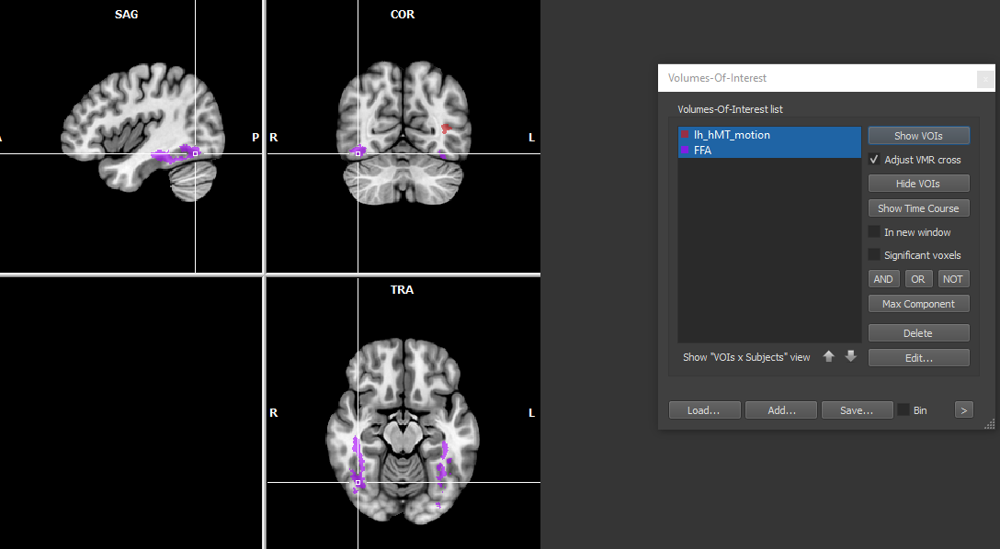 SAG
COR
A
P
R
L
TRA
R
L
Volumes-Of-Interest
x
Volumes-Of-Interest list
lh_hMT_motion
FFA
Show VOIs
Adjust VMR cross
Hide VOIs
Show Time Course
In new window
Significant voxels
AND OR NOT
Max Component
Delete
Show "VOIs x Subjects" view
Edit...
Load... Add... Save... Bin >